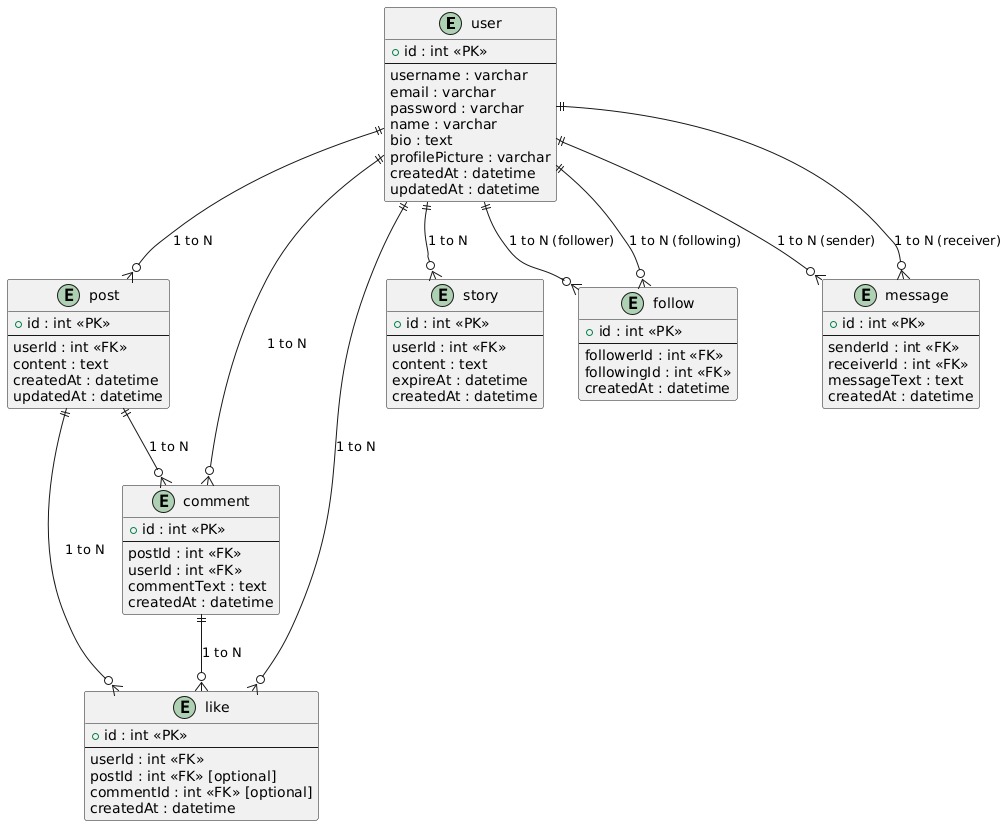 E user
id : int «PK»
username : varchar
email : varchar
password : varchar
name : varchar
bio : text
profilePicture : varchar
createdAt : datetime
updatedAt : datetime
1 to N
1 to N
1 to N (follower)
1 to N (following)
1 to N (sender)
1 to N (receiver)
E post
id : int «PK»
userId : int «FK»
content : text
createdAt : datetime
updatedAt : datetime
1 to N
E story
id : int «PK»
userId : int «FK»
content : text
expireAt : datetime
createdAt : datetime
E follow
id : int «PK»
followerId : int «FK»
followingId : int «FK»
createdAt : datetime
E message
id : int «PK»
senderId : int «FK»
receiverId : int «FK»
messageText : text
createdAt : datetime
1 to N
1 to N
E comment
id : int «PK»
postId : int «FK»
userId : int «FK»
commentText : text
createdAt : datetime
1 to N
1 to N
E like
id : int «PK»
userId : int «FK»
postId : int «FK» [optional]
commentId : int «FK» [optional]
createdAt : datetime